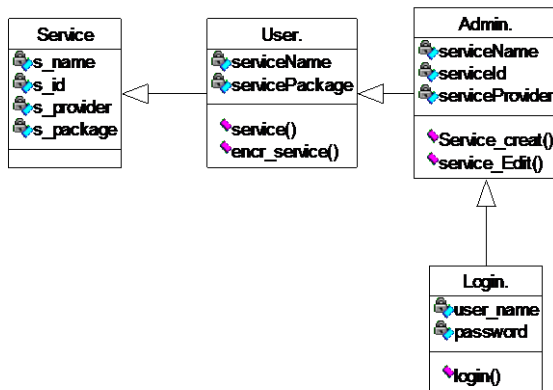 Service
s_name
s_id
s_provider
s_package
User.
serviceName
servicePackage
service()
encr_service()
Admin.
serviceName
serviceId
serviceProvider
Service_creat()
service_Edit()
Login.
user_name
password
login()